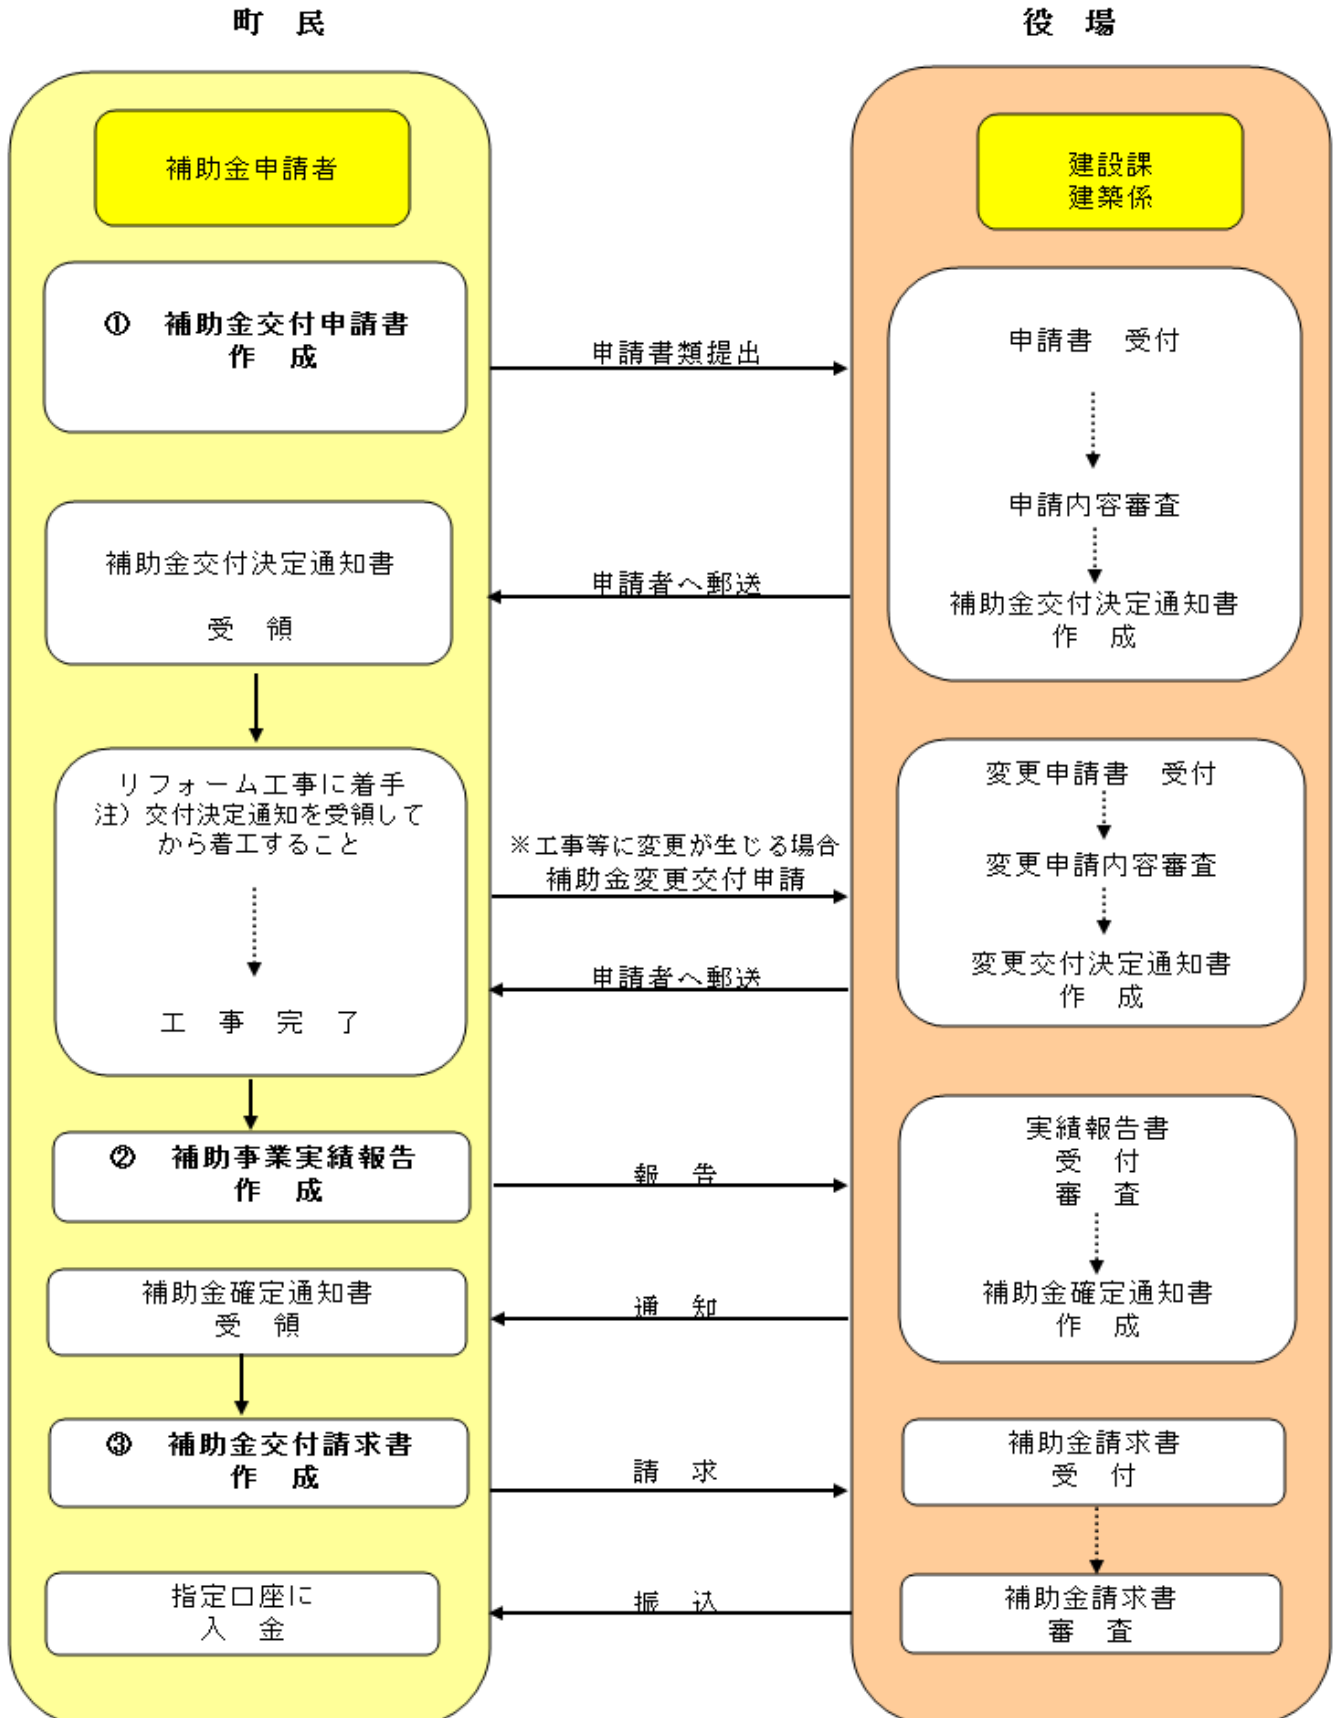 町　民
役　場
補助金申請者
建設課
建築係
①　補助金交付申請書
作　成
申請書類提出
申請書　受付
申請内容審査
補助金交付決定通知書
作　成
申請者へ郵送
補助金交付決定通知書
受　領
リフォーム工事に着手
注）交付決定通知を受領して
から着工すること
工　事　完　了
※工事等に変更が生じる場合
補助金変更交付申請
変更申請書　受付
変更申請内容審査
変更交付決定通知書
作　成
申請者へ郵送
②　補助事業実績報告
作　成
報　告
実績報告書
受　付
審　査
補助金確定通知書
作　成
通　知
補助金確定通知書
受　領
③　補助金交付請求書
作　成
請　求
補助金請求書
受　付
補助金請求書
審　査
振　込
指定口座に
入　金